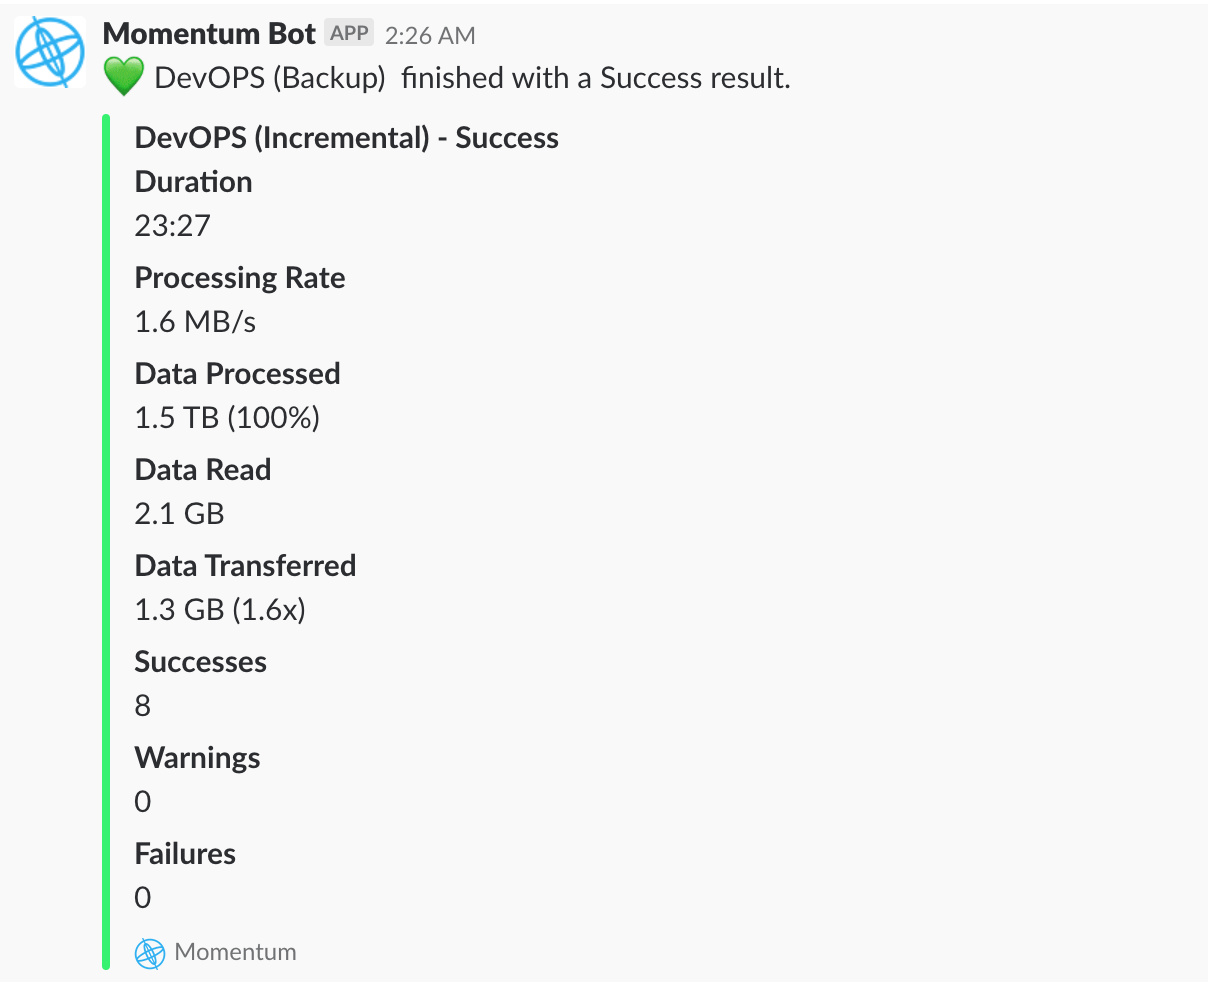 Momentum Bot APP 2:26 AM
DevOPS (Backup) finished with a Success result.
DevOPS (Incremental) - Success
Duration
23:27
Processing Rate
1.6 MB/s
Data Processed
1.5 TB (100%)
Data Read
2.1 GB
Data Transferred
1.3 GB (1.6x)
Successes
8
Warnings
0
Failures
0
Momentum